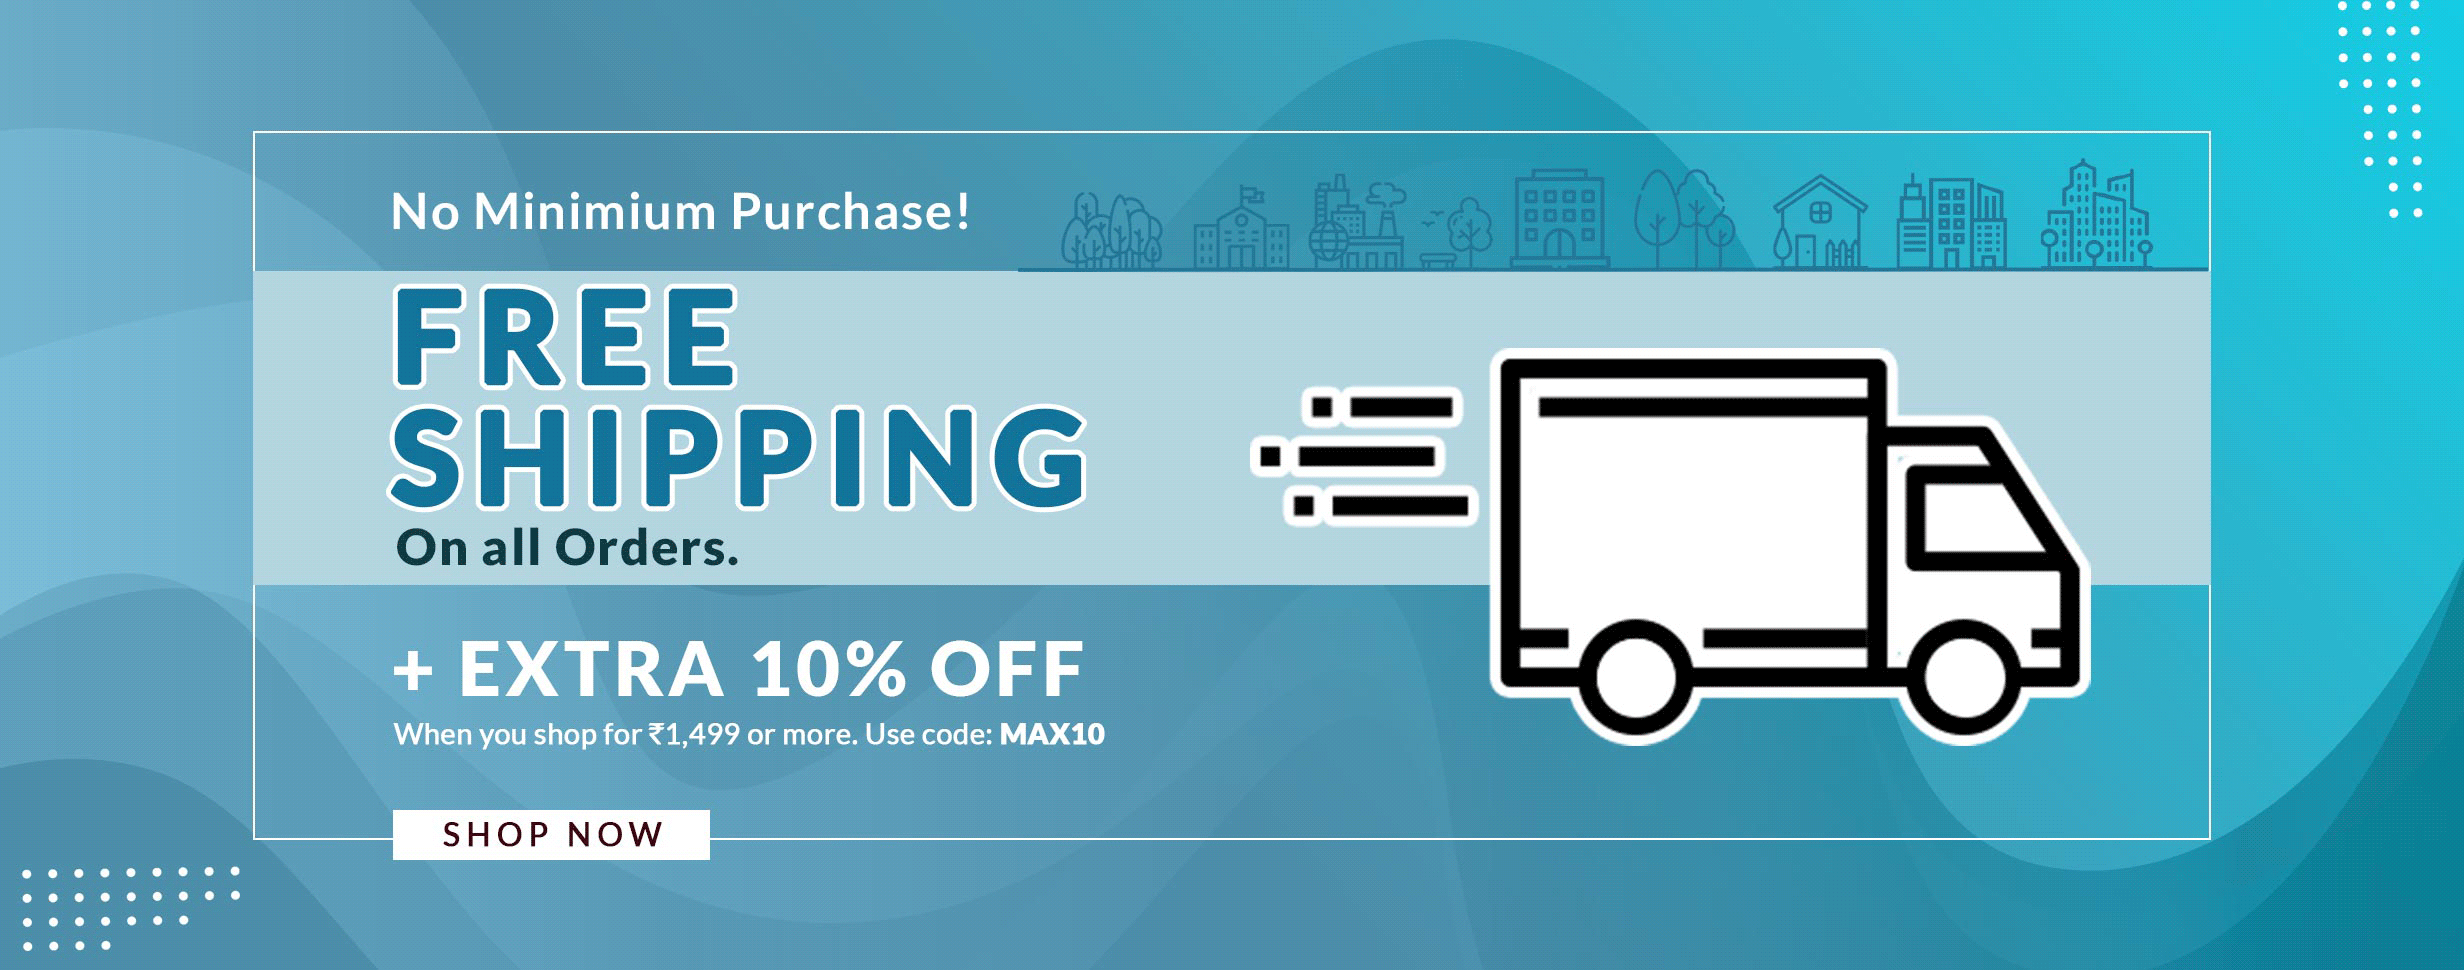 No Minimium Purchase!
FREE
SHIPPING
On all Orders.
+ EXTRA 10% OFF
When you shop for ₹1,499 or more. Use code: MAX10
SHOP NOW